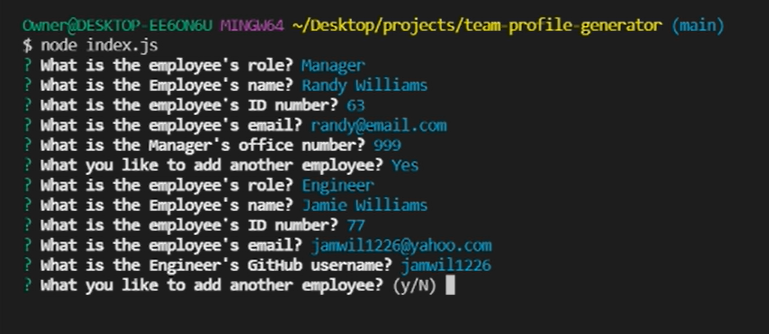 Owner@DESKTOP-EE6ON6U MINGW64 ~/Desktop/projects/team-profile-generator (main)
$ node index.js
? What is the employee's role? Manager
? What is the Employee's name? Randy Williams
? What is the employee's ID number? 63
? What is the employee's email? randy@email.com
? What is the Manager's office number? 999
? What you like to add another employee? Yes
? What is the employee's role? Engineer
? What is the Employee's name? Jamie Williams
? What is the employee's ID number? 77
? What is the employee's email? jamwil1226@yahoo.com
? What is the Engineer's GitHub username? jamwil1226
? What you like to add another employee? (y/N)